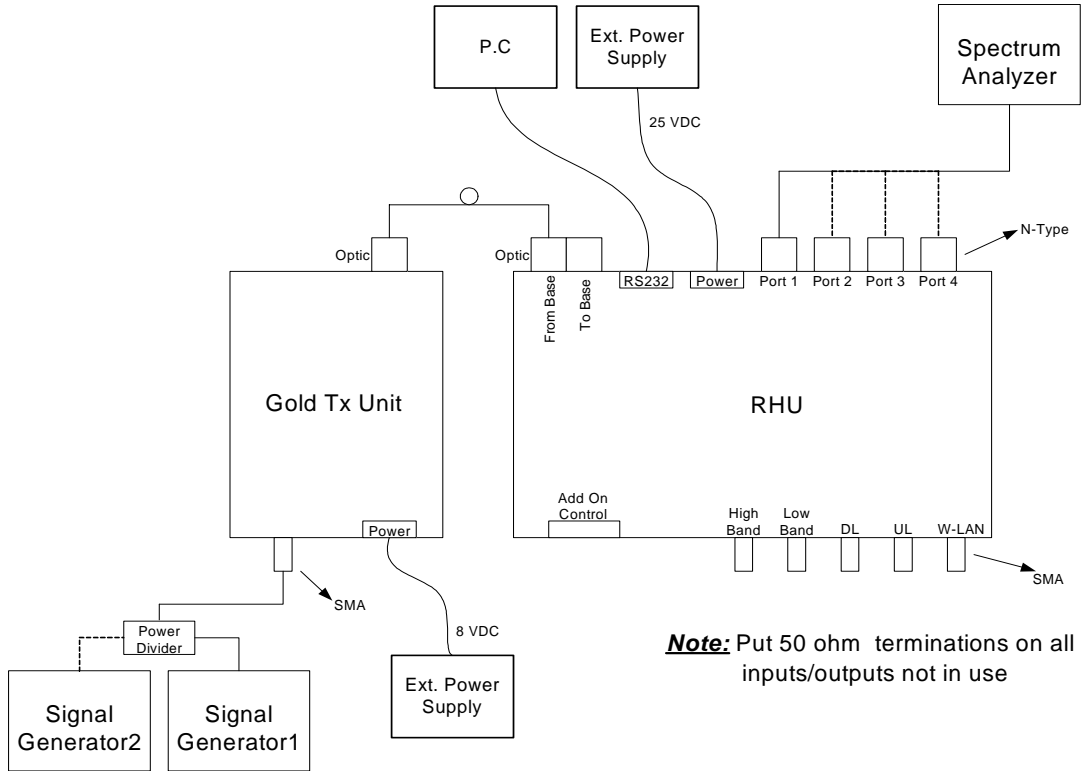 P.C
Ext. Power
Supply
Spectrum
Analyzer
25 VDC
N-Type
Optic
Optic
From Base
To Base
RS232
Power
Port 1
Port 2
Port 3
Port 4
Gold Tx Unit
RHU
Add On
Control
High
Band
Low
Band
DL
UL
W-LAN
Power
SMA
SMA
Power
Divider
8 VDC
Note: Put 50 ohm terminations on all
inputs/outputs not in use
Signal
Generator2
Signal
Generator1
Ext. Power
Supply